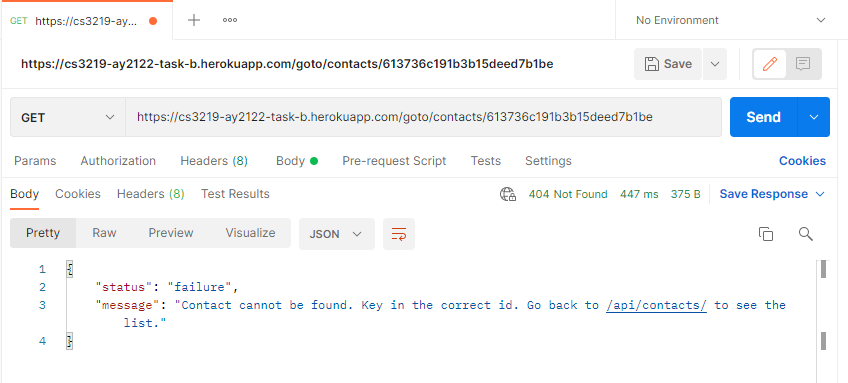 GET https://cs3219-ay... No Environment
https://cs3219-ay2122-task-b.herokuapp.com/goto/contacts/613736c191b3b15deed7b1be Save
GET https://cs3219-ay2122-task-b.herokuapp.com/goto/contacts/613736c191b3b15deed7b1be Send
Params Authorization Headers (8) Body Pre-request Script Tests Settings Cookies
Body Cookies Headers (8) Test Results 404 Not Found 447 ms 375 B Save Response
Pretty Raw Preview Visualize JSON
1 {
2 "status": "failure",
3 "message": "Contact cannot be found. Key in the correct id. Go back to /api/contacts/ to see the
list."
4 }